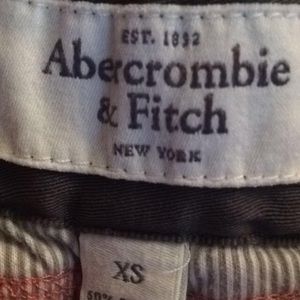 EST. 1892
Abercrombie
& Fitch
NEW YORK
XS